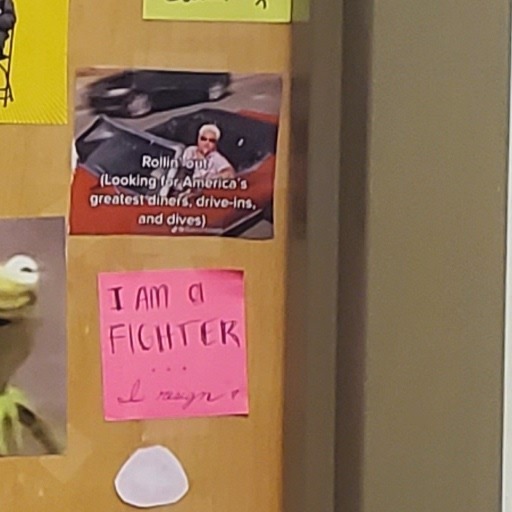 Rollin' out
(Looking for America's
greatest diners, drive-ins,
and dives)
I AM a
FIGHTER
...
I resign